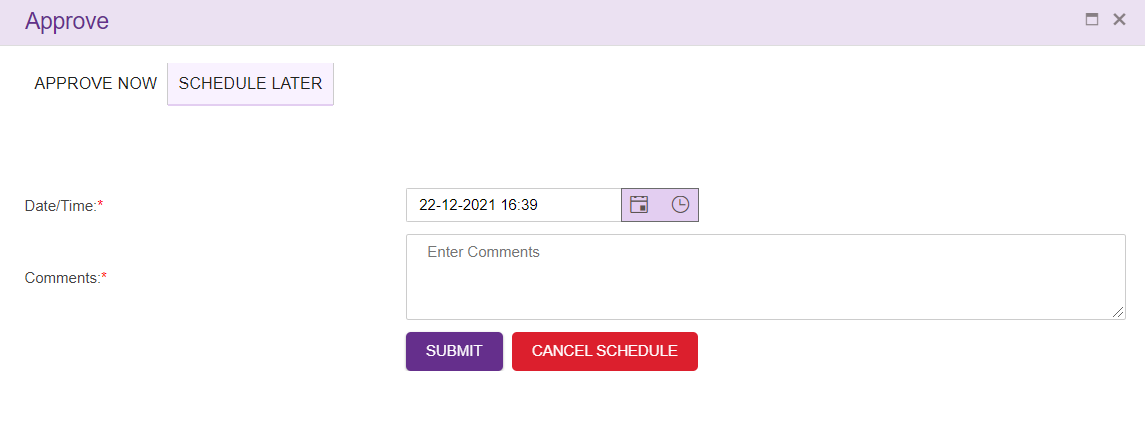 Approve
APPROVE NOW SCHEDULE LATER
Date/Time:* 22-12-2021 16:39
Comments:* Enter Comments
SUBMIT CANCEL SCHEDULE